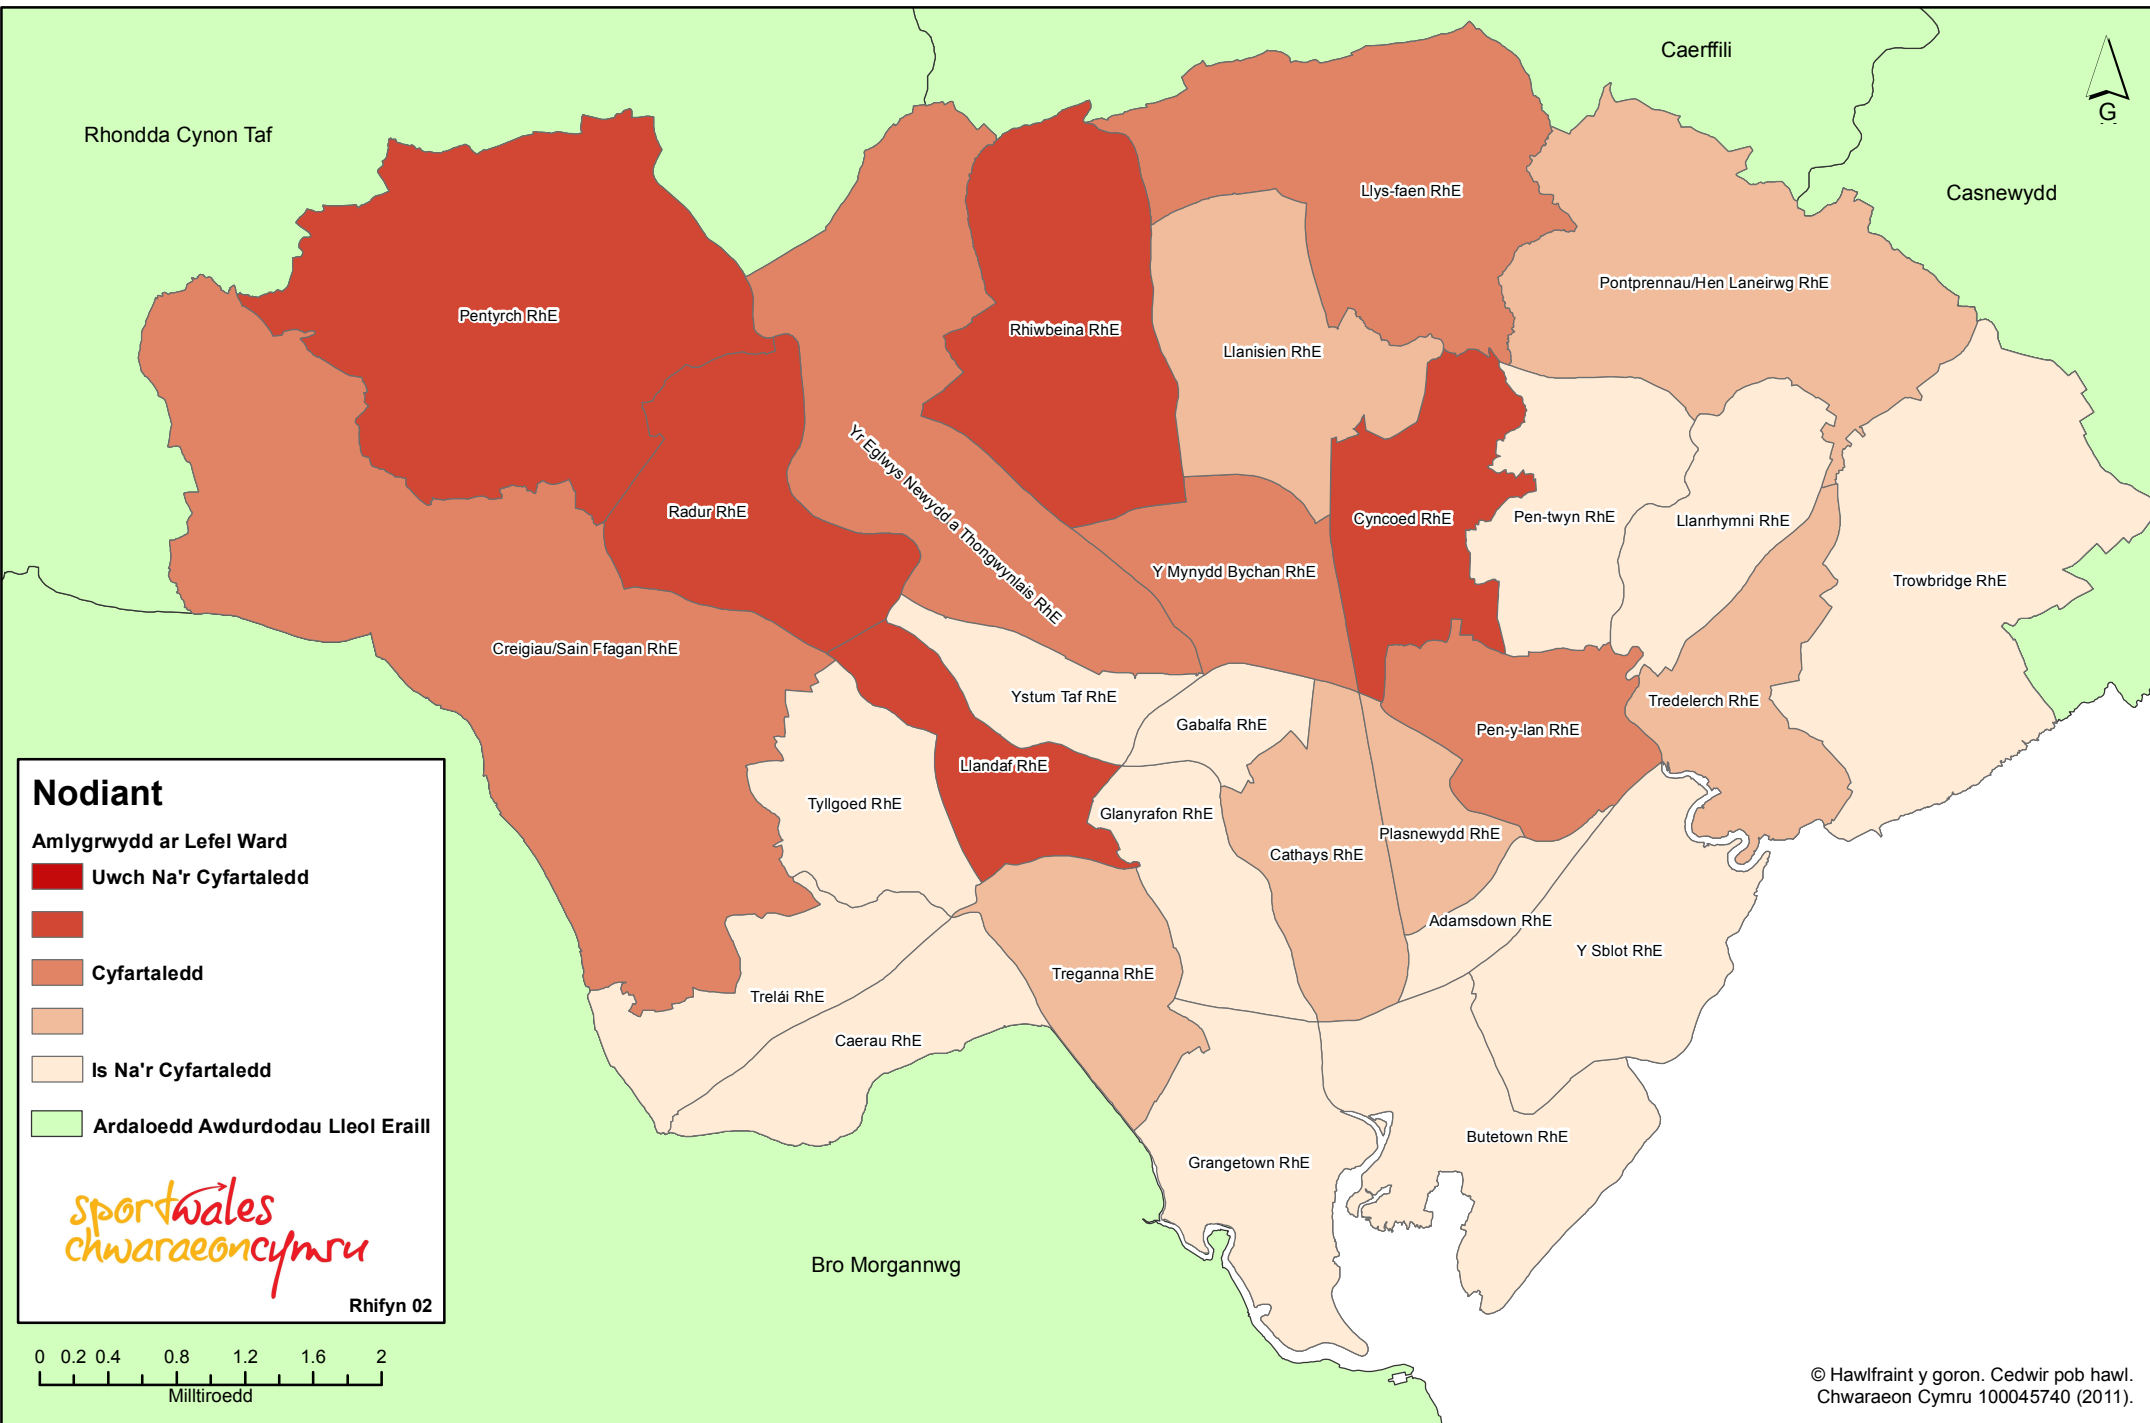 Caerffili
Rhondda Cynon Taf
G
Casnewydd
Llys-faen RhE
Pontprennau/Hen Laneirwg RhE
Pentyrch RhE
Rhiwbeina RhE
Llanisien RhE
Yr Eglwys Newydd a Thongwynlais RhE
Radur RhE
Cyncoed RhE
Pen-twyn RhE
Llanrhymni RhE
Y Mynydd Bychan RhE
Trowbridge RhE
Creigiau/Sain Ffagan RhE
Ystum Taf RhE
Tredelerch RhE
Gabalfa RhE
Pen-y-lan RhE
Llandaf RhE
Tyllgoed RhE
Glanyrafon RhE
Plasnewydd RhE
Cathays RhE
Adamsdown RhE
Y Sblot RhE
Treganna RhE
Trelái RhE
Caerau RhE
Butetown RhE
Grangetown RhE
Bro Morgannwg
Nodiant
Amlygrwydd ar Lefel Ward
Uwch Na'r Cyfartaledd
Cyfartaledd
Is Na'r Cyfartaledd
Ardaloedd Awdurdodau Lleol Eraill
sportwales
chwaraeoncymru
Rhifyn 02
0 0.2 0.4 0.8 1.2 1.6 2
Milltiroedd
© Hawlfraint y goron. Cedwir pob hawl.
Chwaraeon Cymru 100045740 (2011).